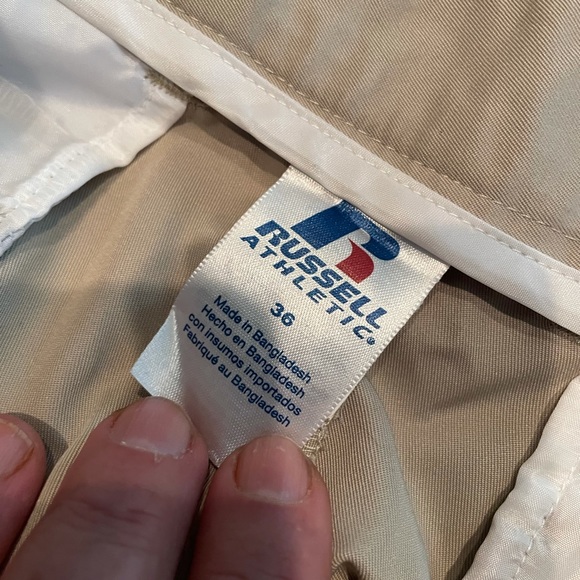 RUSSELL
ATHLETIC®
36
Made in Bangladesh
Hecho en Bangladesh
con insumos importados
Fabriqué au Bangladesh